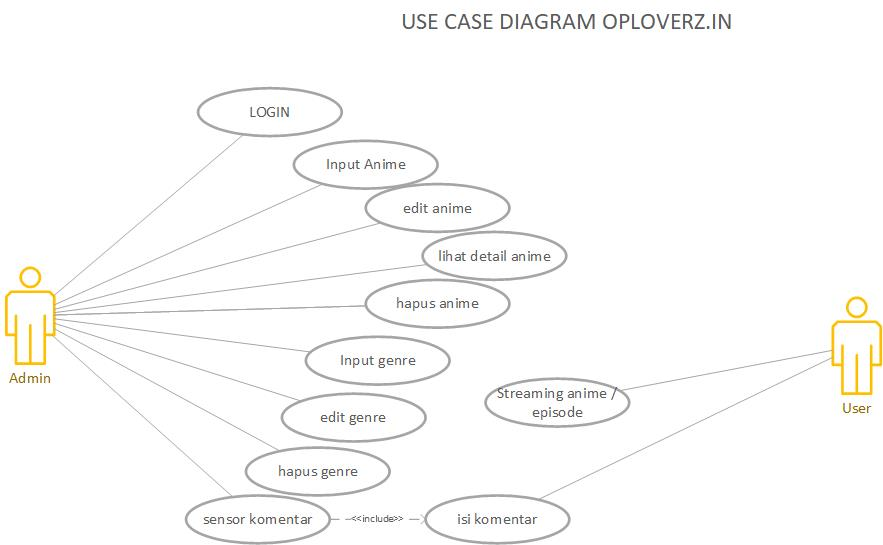 USE CASE DIAGRAM OPLOVERZ.IN
LOGIN
Input Anime
edit anime
lihat detail anime
hapus anime
Input genre
Admin
Streaming anime /
episode
User
edit genre
hapus genre
sensor komentar
<<include>>
isi komentar